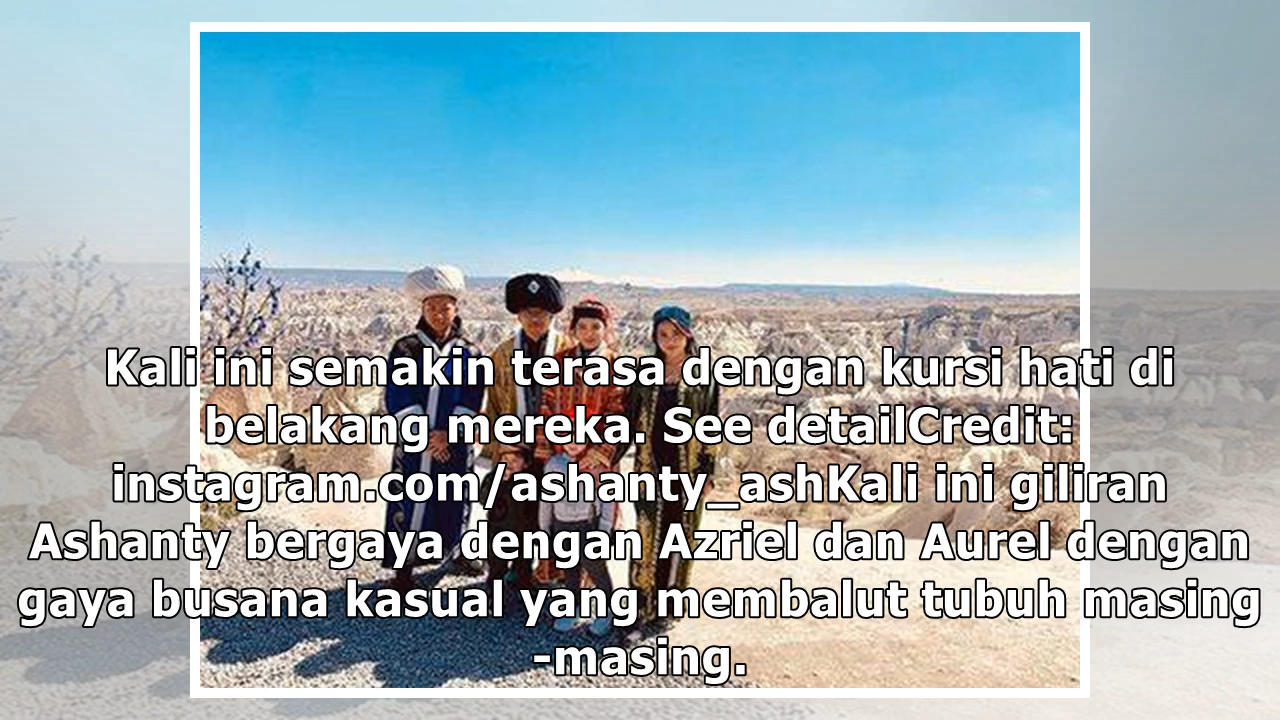 Kali ini semakin terasa dengan kursi hati di
belakang mereka. See detailCredit:
instagram.com/ashanty_ashKali ini giliran
Ashanty bergaya dengan Azriel dan Aurel dengan
gaya busana kasual yang membalut tubuh masing
-masing.